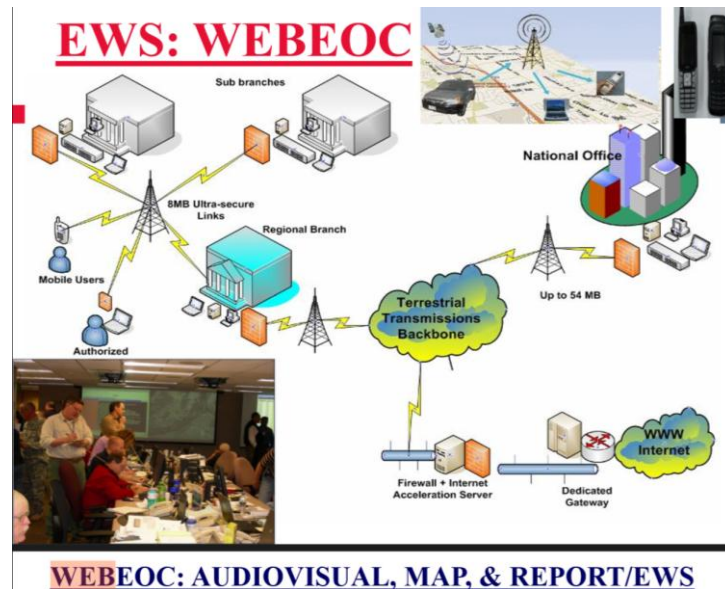 EWS: WEBEOC
Sub branches
National Office
8MB Ultra-secure
Links
Regional Branch
Mobile Users
Up to 54 MB
Terrestrial
Transmissions
Backbone
Authorized
WWW
Internet
Firewall + Internet
Acceleration Server
Dedicated
Gateway
WEBEOC: AUDIOVISUAL, MAP, & REPORT/EWS